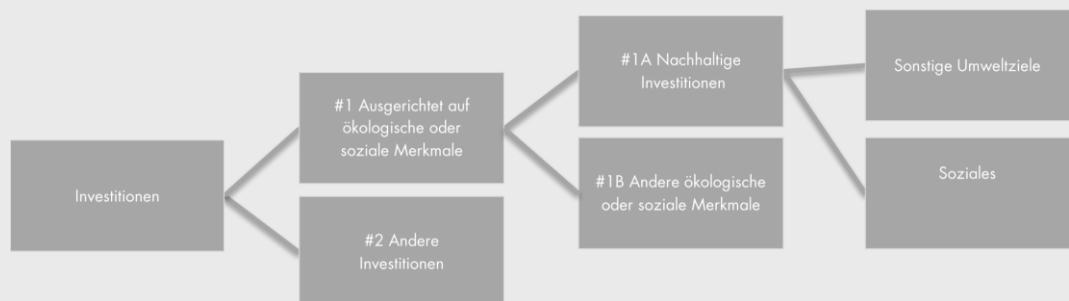 Investitionen
#1 Ausgerichtet auf
ökologische oder
soziale Merkmale
#2 Andere
Investitionen
#1A Nachhaltige
Investitionen
#1B Andere ökologische
oder soziale Merkmale
Sonstige Umweltziele
Soziales